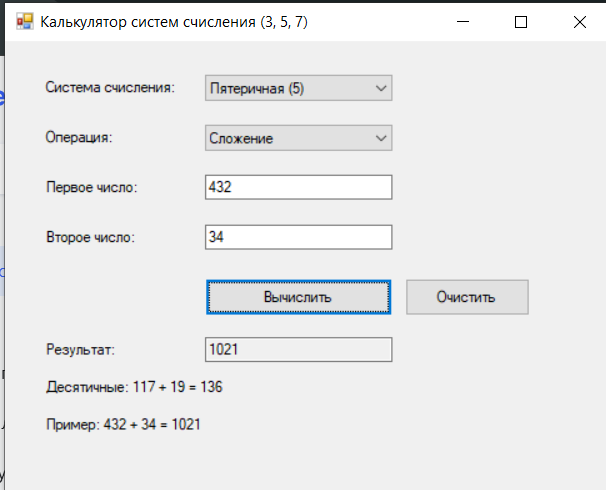 Калькулятор систем счисления (3, 5, 7)
Система счисления: Пятеричная (5)
Операция: Сложение
Первое число: 432
Второе число: 34
Вычислить Очистить
Результат: 1021
Десятичные: 117 + 19 = 136
Пример: 432 + 34 = 1021